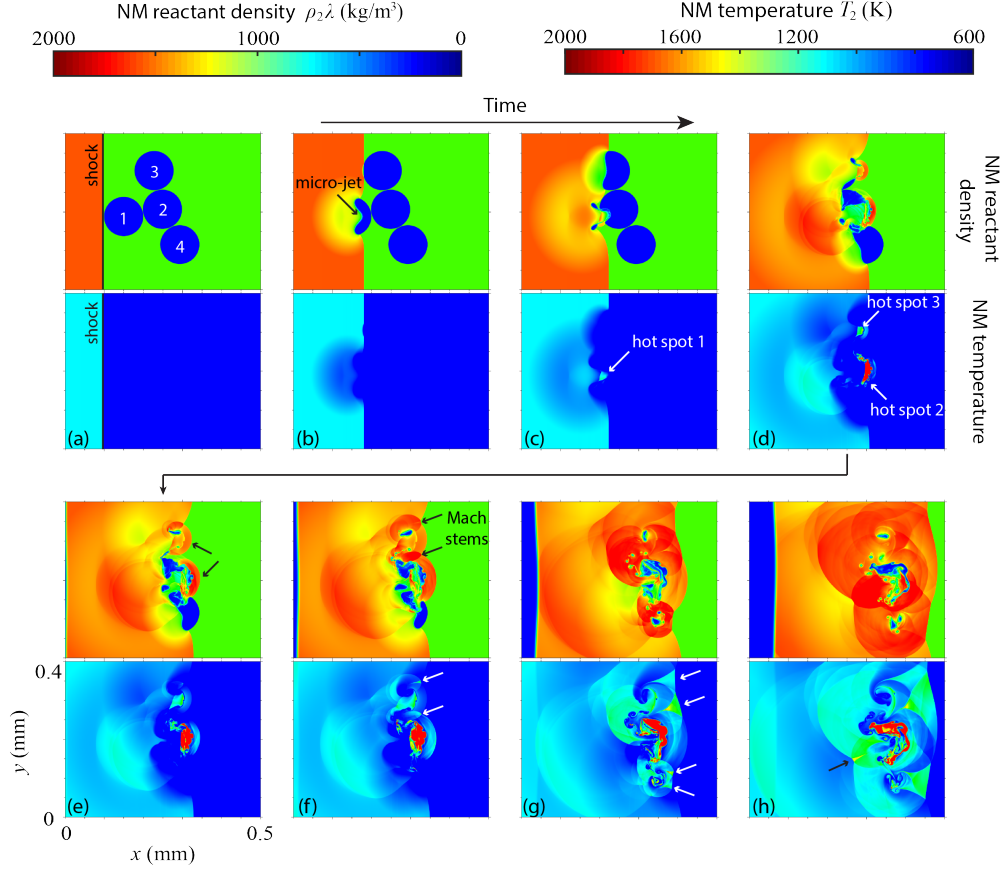 NM reactant density ρ₂λ (kg/m³)
NM temperature T₂ (K)
2000 1000 0
2000 1600 1200 600
Time
shock
1
2
3
4
micro-jet
NM reactant
density
shock
hot spot 1
hot spot 3
hot spot 2
NM temperature
(a)
(b)
(c)
(d)
Mach
stems
0.4
y (mm)
0
(e)
(f)
(g)
(h)
0 0.5
x (mm)